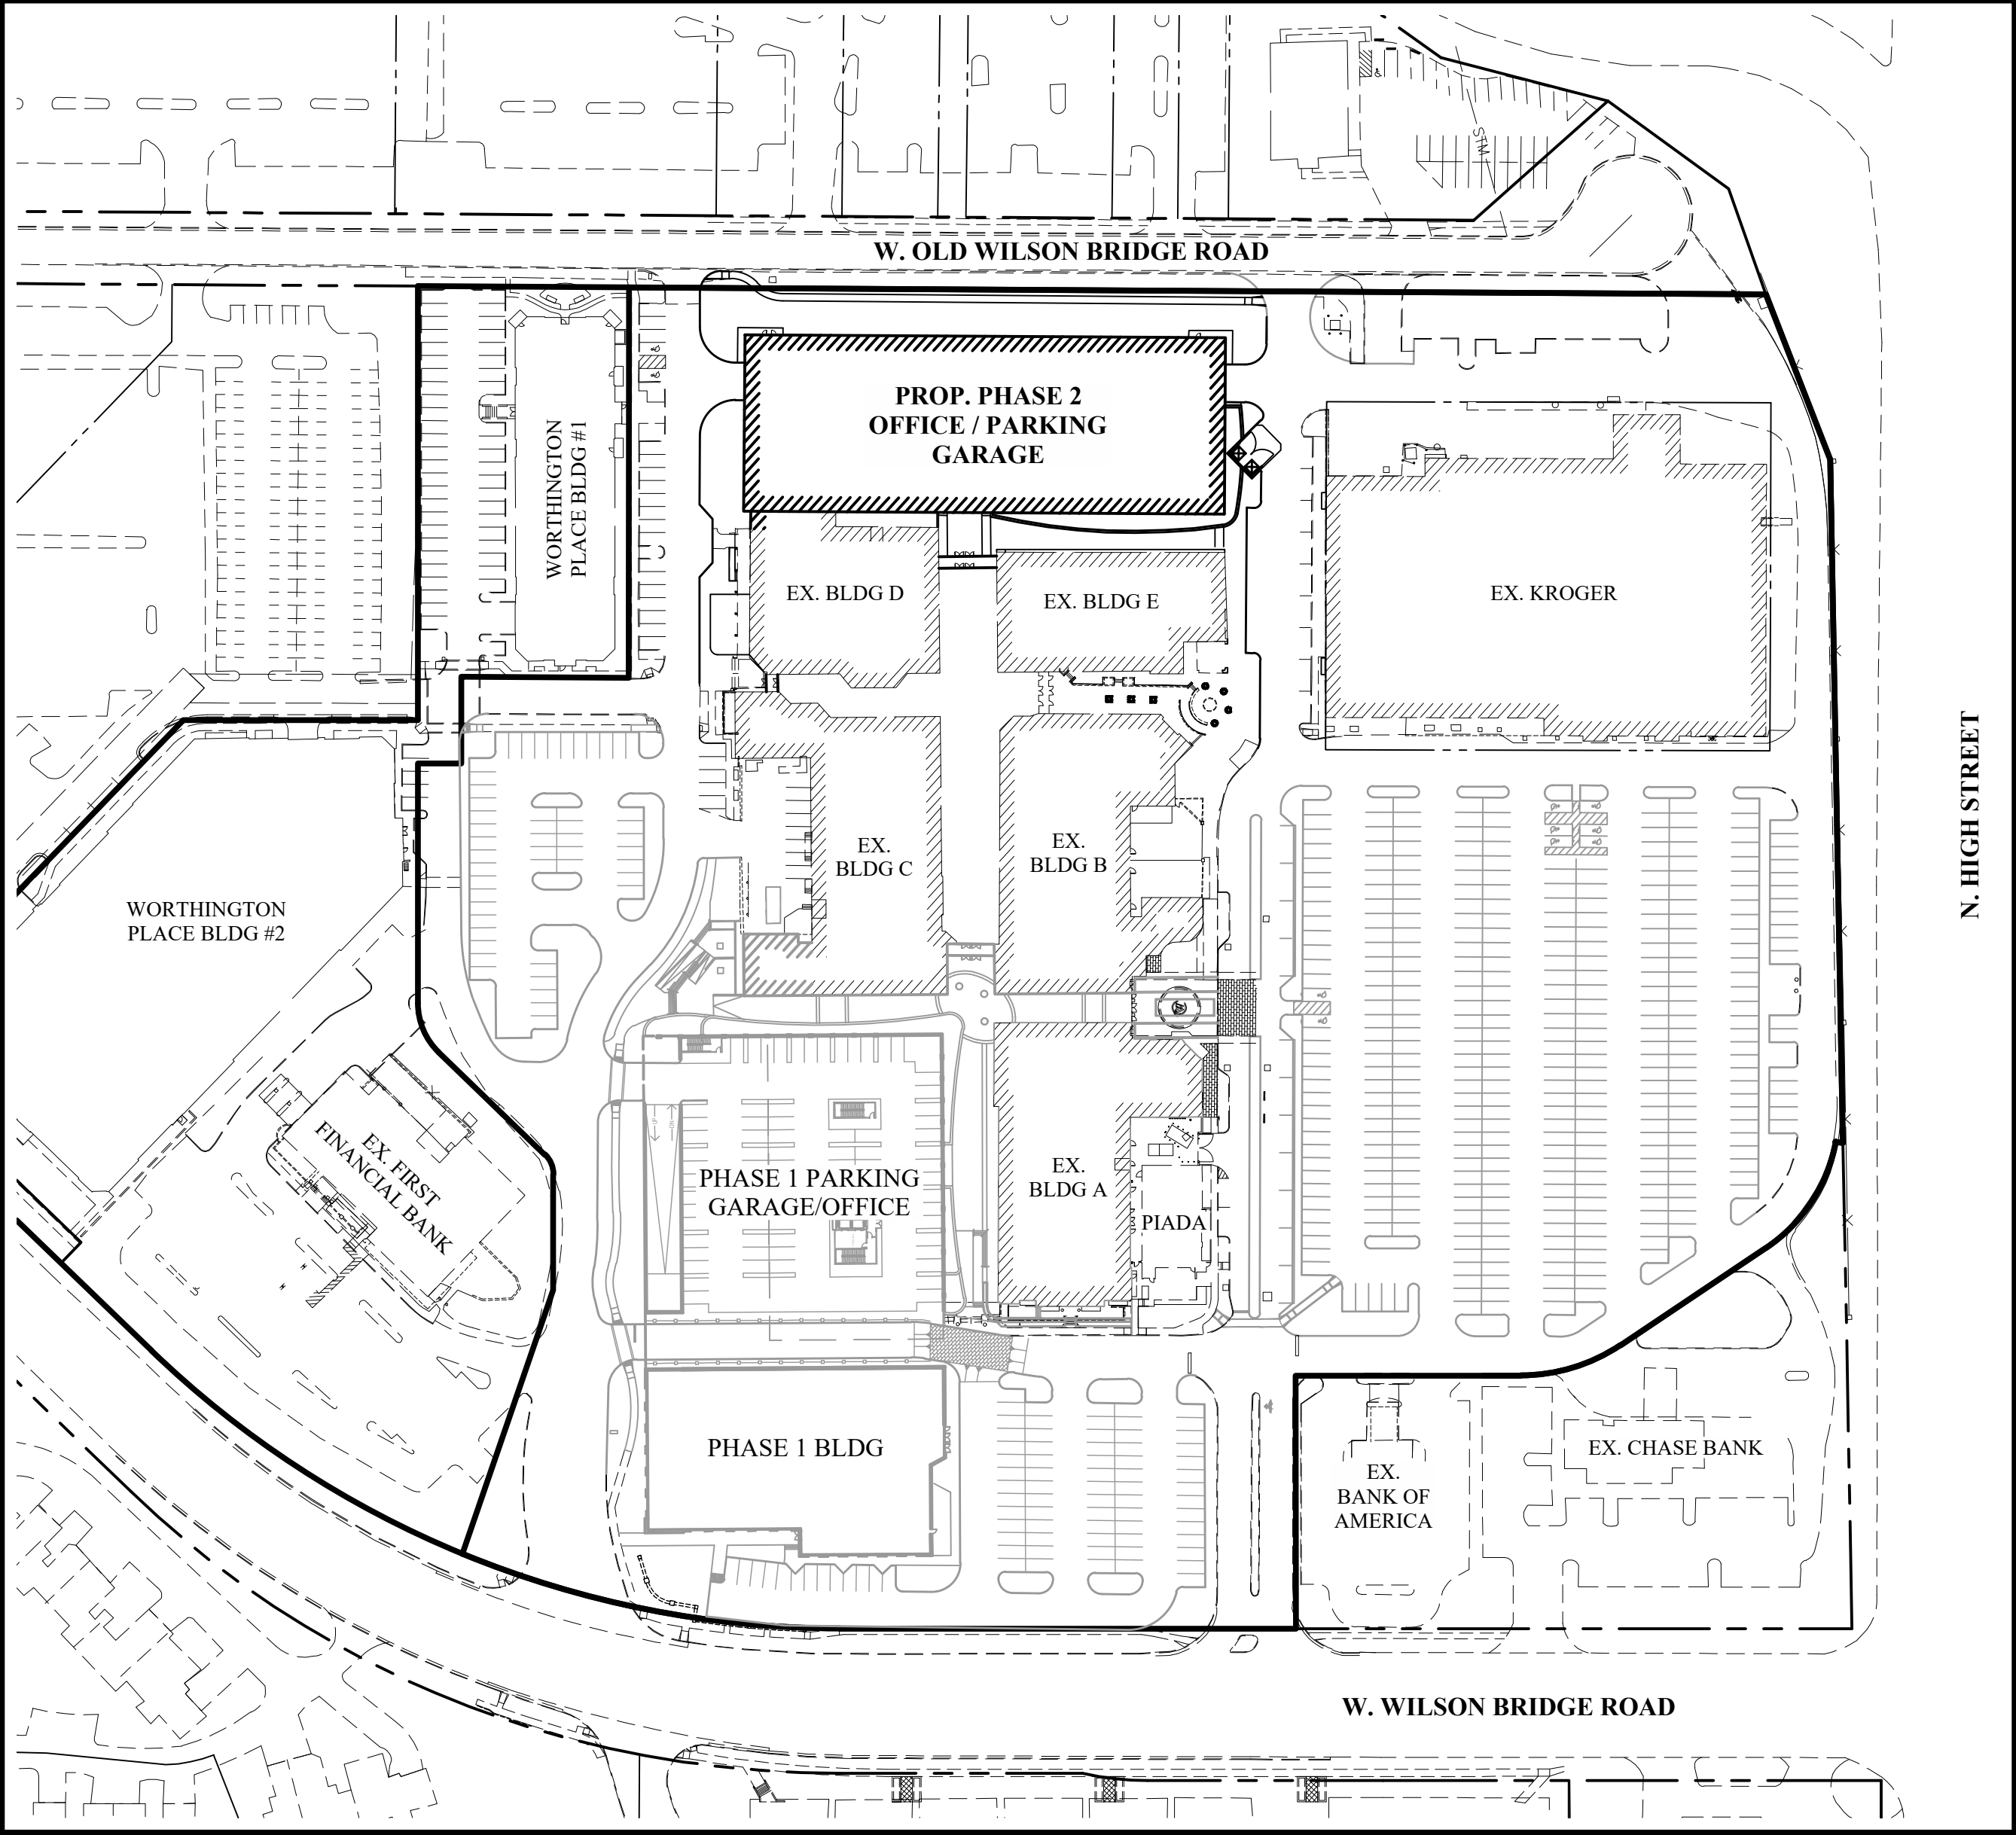 STM
W. OLD WILSON BRIDGE ROAD
PROP. PHASE 2
OFFICE / PARKING
GARAGE
WORTHINGTON
PLACE BLDG #1
EX. BLDG D
EX. BLDG E
EX. KROGER
N. HIGH STREET
EX.
BLDG C
EX.
BLDG B
WORTHINGTON
PLACE BLDG #2
EX. FIRST
FINANCIAL BANK
PHASE 1 PARKING
GARAGE/OFFICE
EX.
BLDG A
PIADA
PHASE 1 BLDG
EX.
BANK OF
AMERICA
EX. CHASE BANK
W. WILSON BRIDGE ROAD